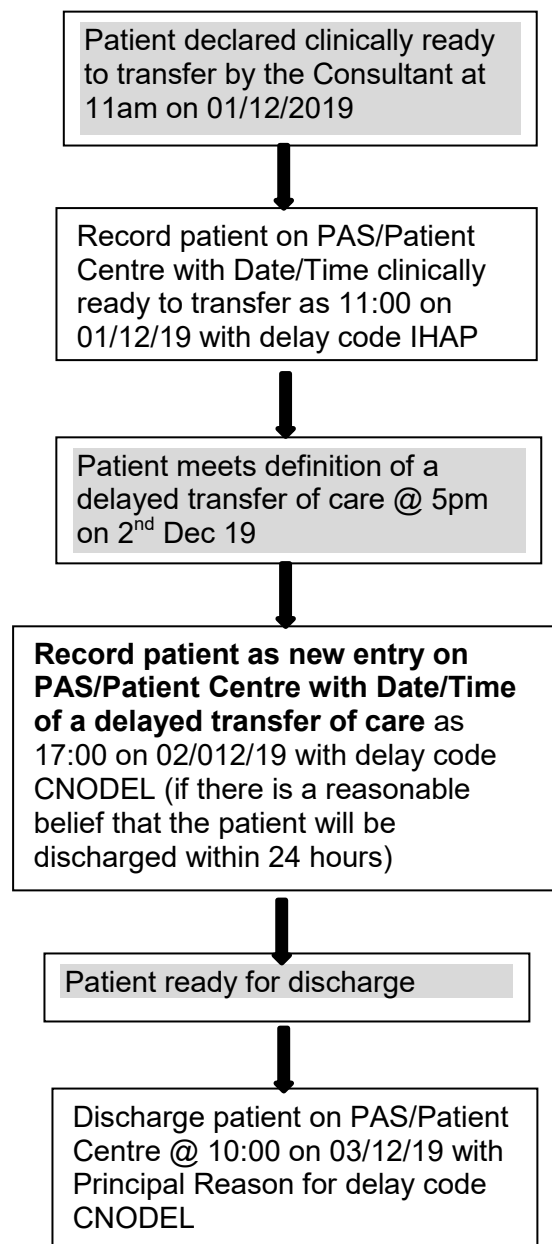 Patient declared clinically ready
to transfer by the Consultant at
11am on 01/12/2019
Record patient on PAS/Patient
Centre with Date/Time clinically
ready to transfer as 11:00 on
01/12/19 with delay code IHAP
Patient meets definition of a
delayed transfer of care @ 5pm
on 2nd Dec 19
Record patient as new entry on
PAS/Patient Centre with Date/Time
of a delayed transfer of care as
17:00 on 02/012/19 with delay code
CNODEL (if there is a reasonable
belief that the patient will be
discharged within 24 hours)
Patient ready for discharge
Discharge patient on PAS/Patient
Centre @ 10:00 on 03/12/19 with
Principal Reason for delay code
CNODEL